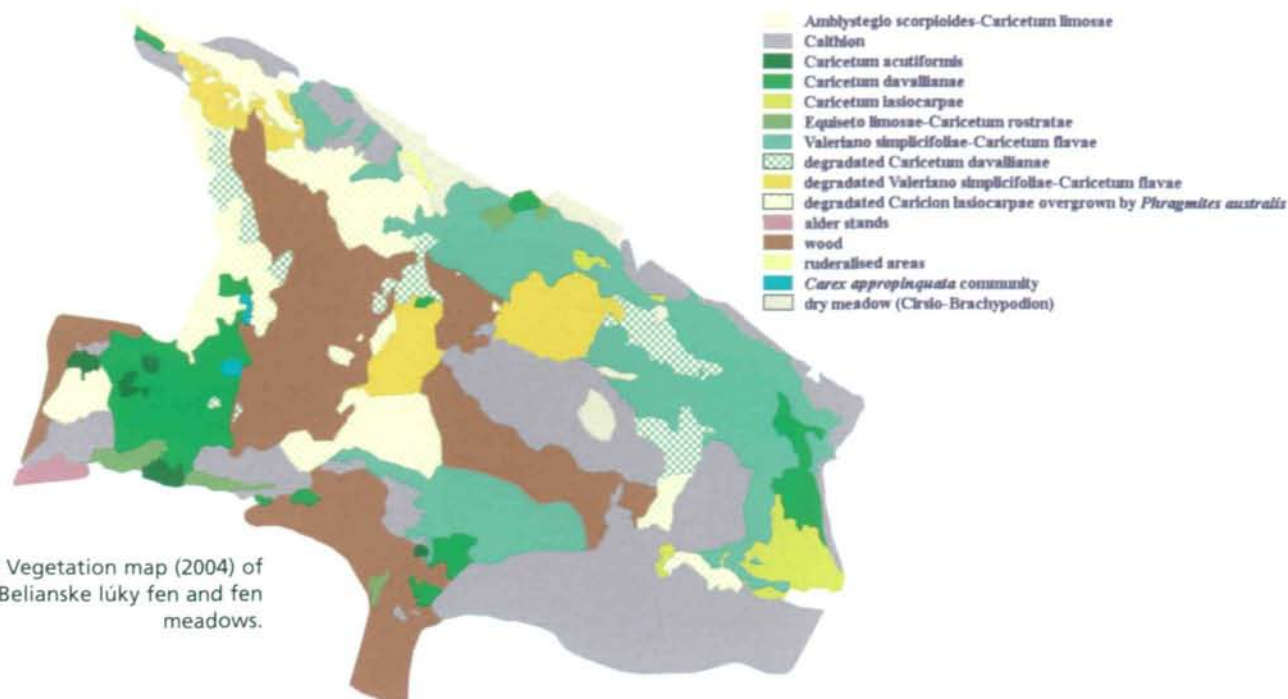 Amblystegio scorpioides-Caricetum limosae
Calthion
Caricetum acutiformis
Caricetum davallianae
Caricetum lasiocarpae
Equiseto limosae-Caricetum rostratae
Valeriano simplicifoliae-Caricetum flavae
degradated Caricetum davallianae
degradated Valeriano simplicifoliae-Caricetum flavae
degradated Caricion lasiocarpae overgrown by Phragmites australis
alder stands
wood
ruderalised areas
Carex appropinquata community
dry meadow (Cirsio-Brachypodion)
Vegetation map (2004) of
Belianske lúky fen and fen
meadows.